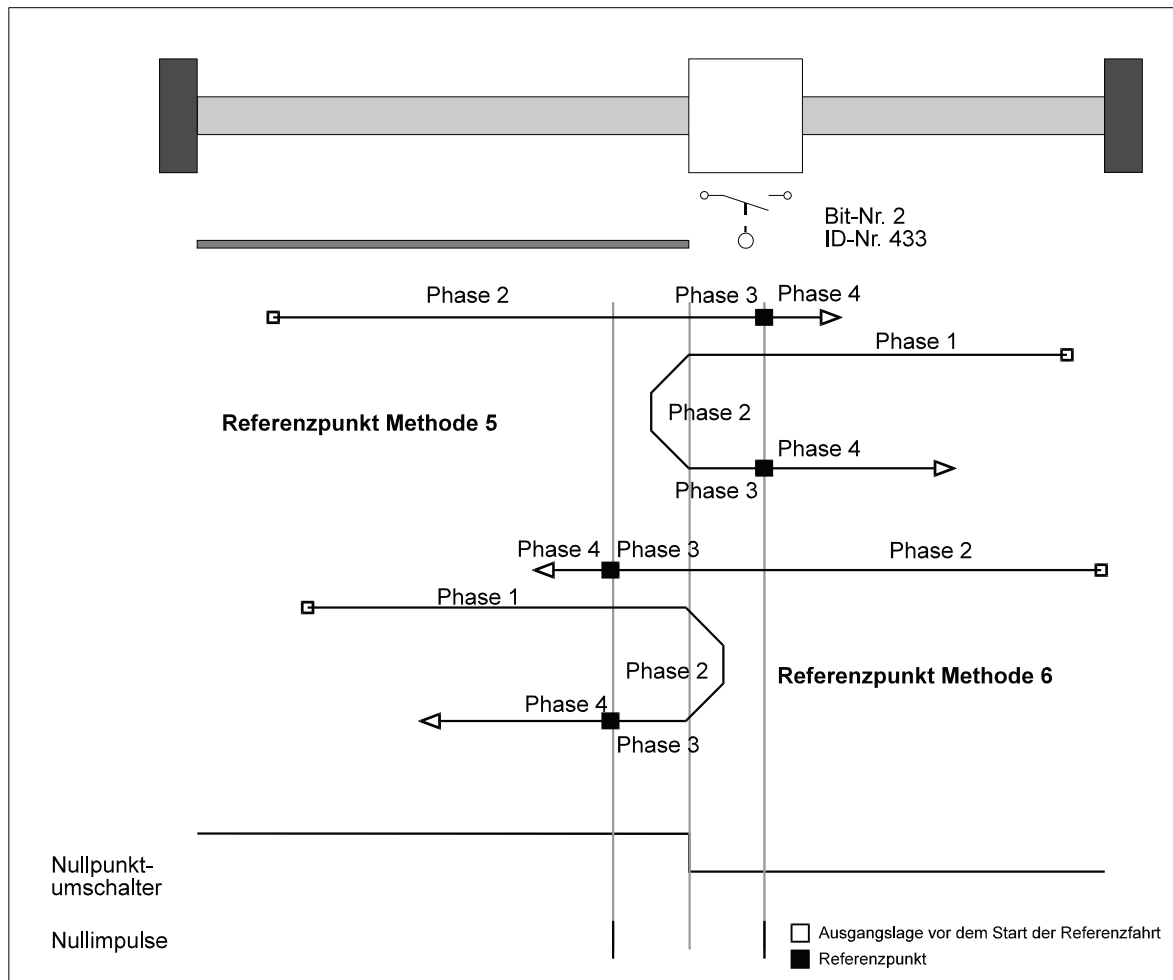 Bit-Nr. 2
ID-Nr. 433
Phase 2
Phase 3
Phase 4
Phase 1
Referenzpunkt Methode 5
Phase 2
Phase 4
Phase 3
Phase 4
Phase 3
Phase 2
Phase 1
Phase 2
Referenzpunkt Methode 6
Phase 4
Phase 3
Nullpunkt-
umschalter
Nullimpulse
Ausgangslage vor dem Start der Referenzfahrt
Referenzpunkt